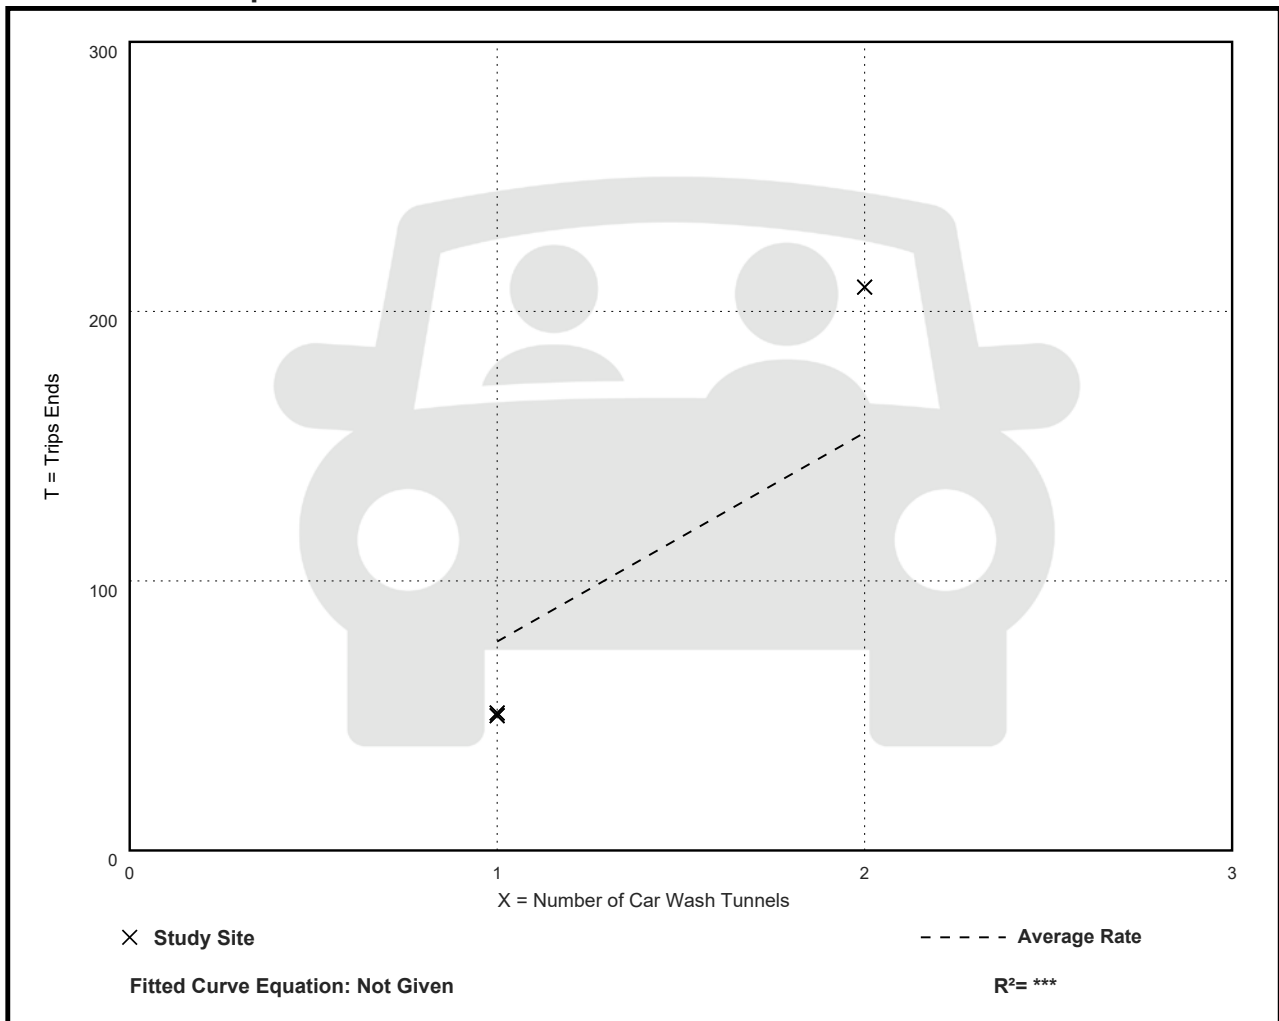 300
200
100
0
0 1 2 3
T = Trips Ends
X = Number of Car Wash Tunnels
Study Site
Average Rate
Fitted Curve Equation: Not Given
R²= ***